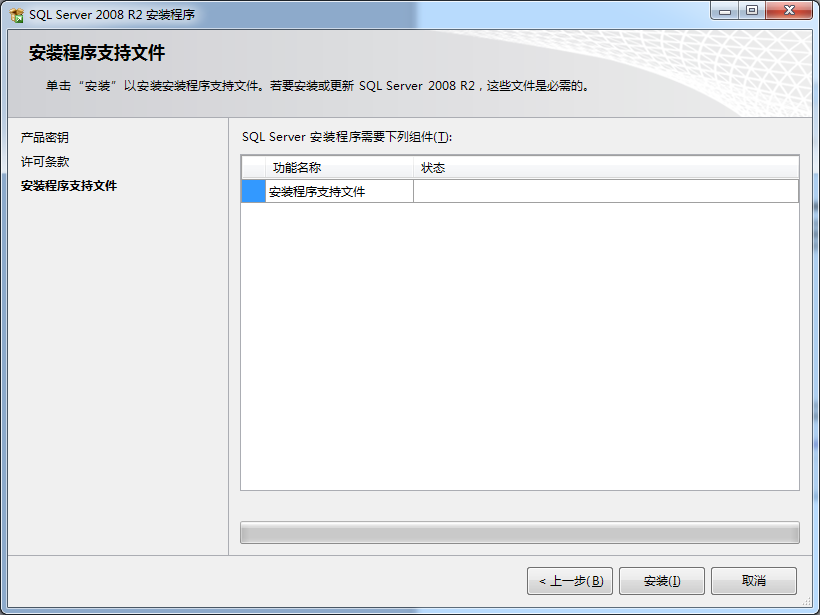 SQL Server 2008 R2 安装程序
安装程序支持文件
单击“安装”以安装安装程序支持文件。若要安装或更新 SQL Server 2008 R2，这些文件是必需的。
产品密钥
许可条款
安装程序支持文件
SQL Server 安装程序需要下列组件(T):
功能名称 状态
安装程序支持文件
< 上一步(B) 安装(I) 取消